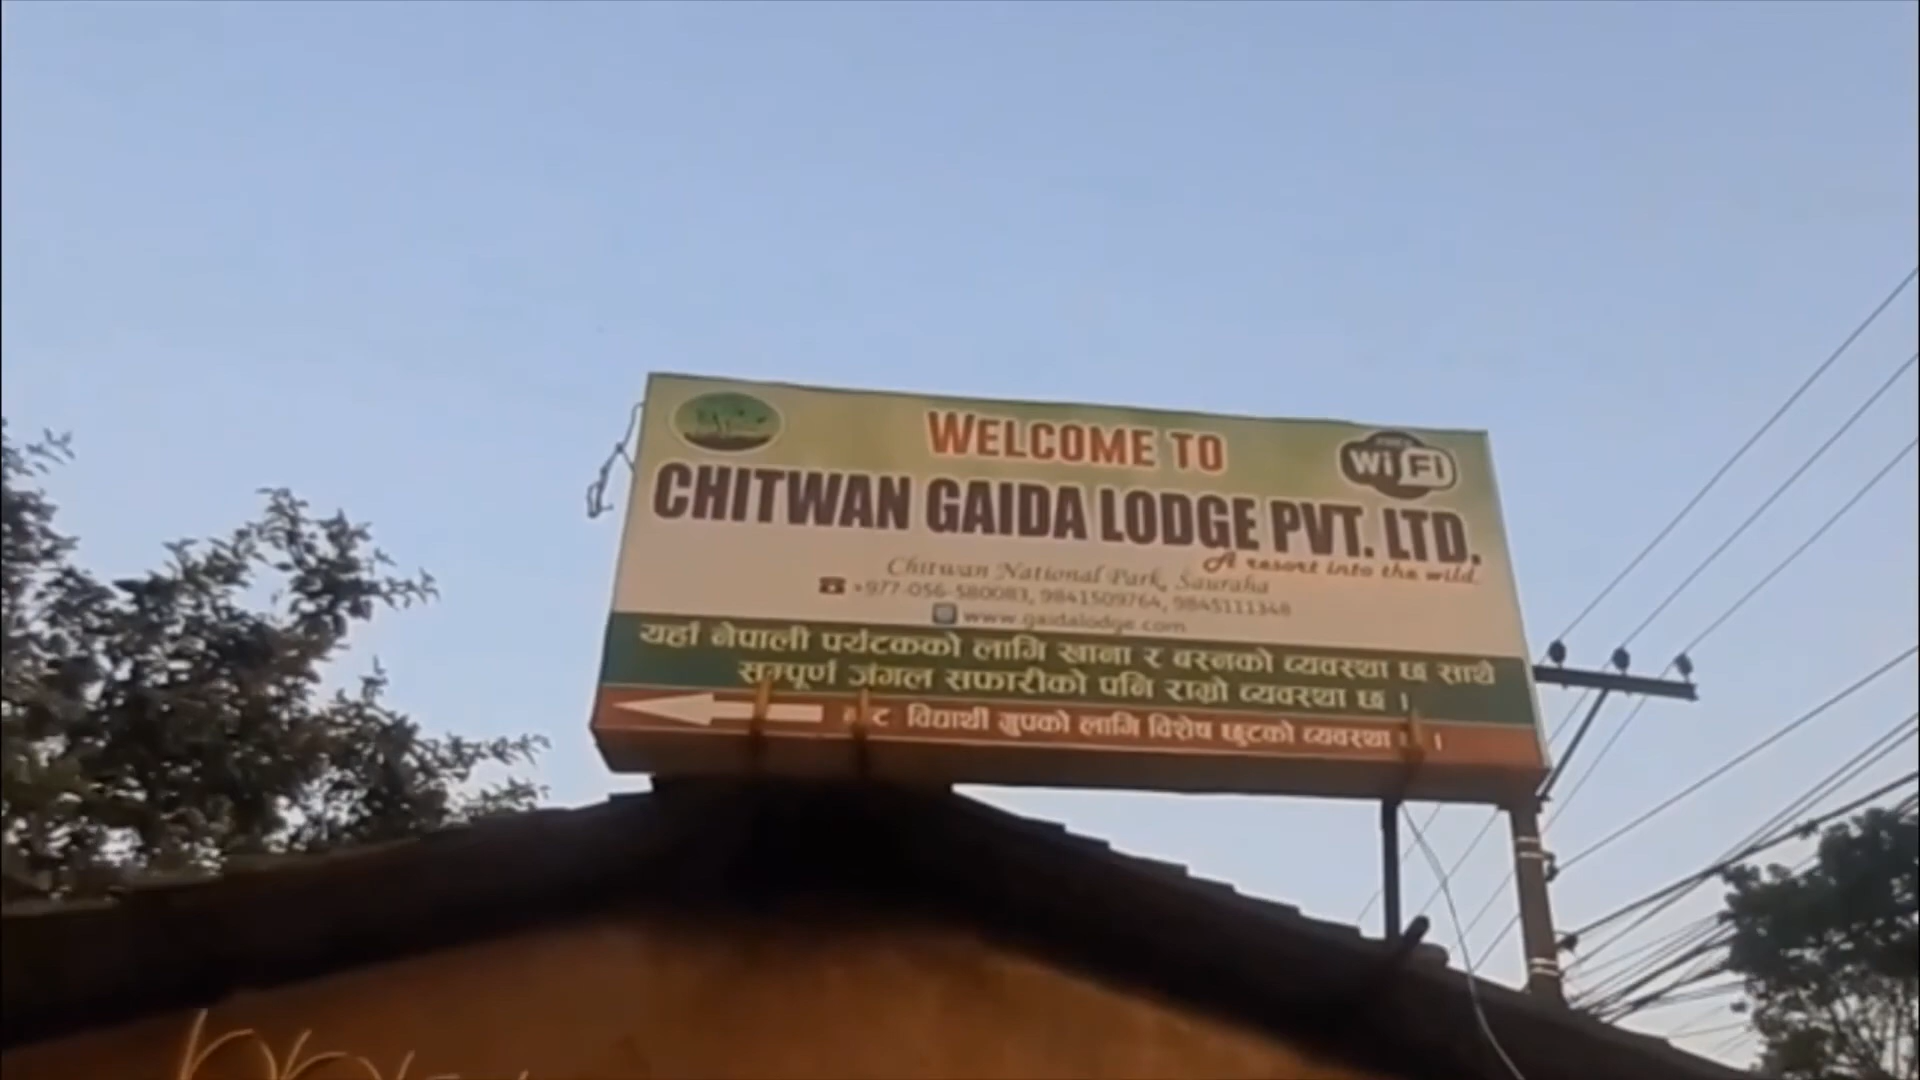 WELCOME TO
WiFi
CHITWAN GAIDA LODGE PVT. LTD.
A resort into the wild.
Chitwan National Park, Sauraha
+977-056-580083, 9841509764, 9845111348
www.gaidalodge.com
यहाँ नेपाली पर्यटकको लागि खाना र बस्नको व्यवस्था छ साथै
सम्पूर्ण जंगल सफारीको पनि राम्रो व्यवस्था छ ।
विद्यार्थी ग्रुपको लागि विशेष छुटको व्यवस्था ।